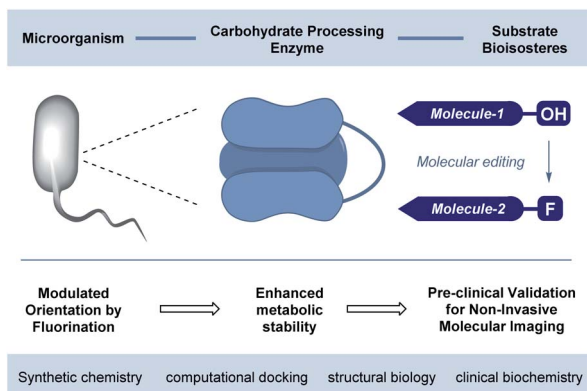 Microorganism
Carbohydrate Processing
Enzyme
Substrate
Bioisosteres
Molecule-1
OH
Molecular editing
Molecule-2
F
Modulated
Orientation by
Fluorination
Enhanced
metabolic
stability
Pre-clinical Validation
for Non-Invasive
Molecular Imaging
Synthetic chemistry computational docking structural biology clinical biochemistry